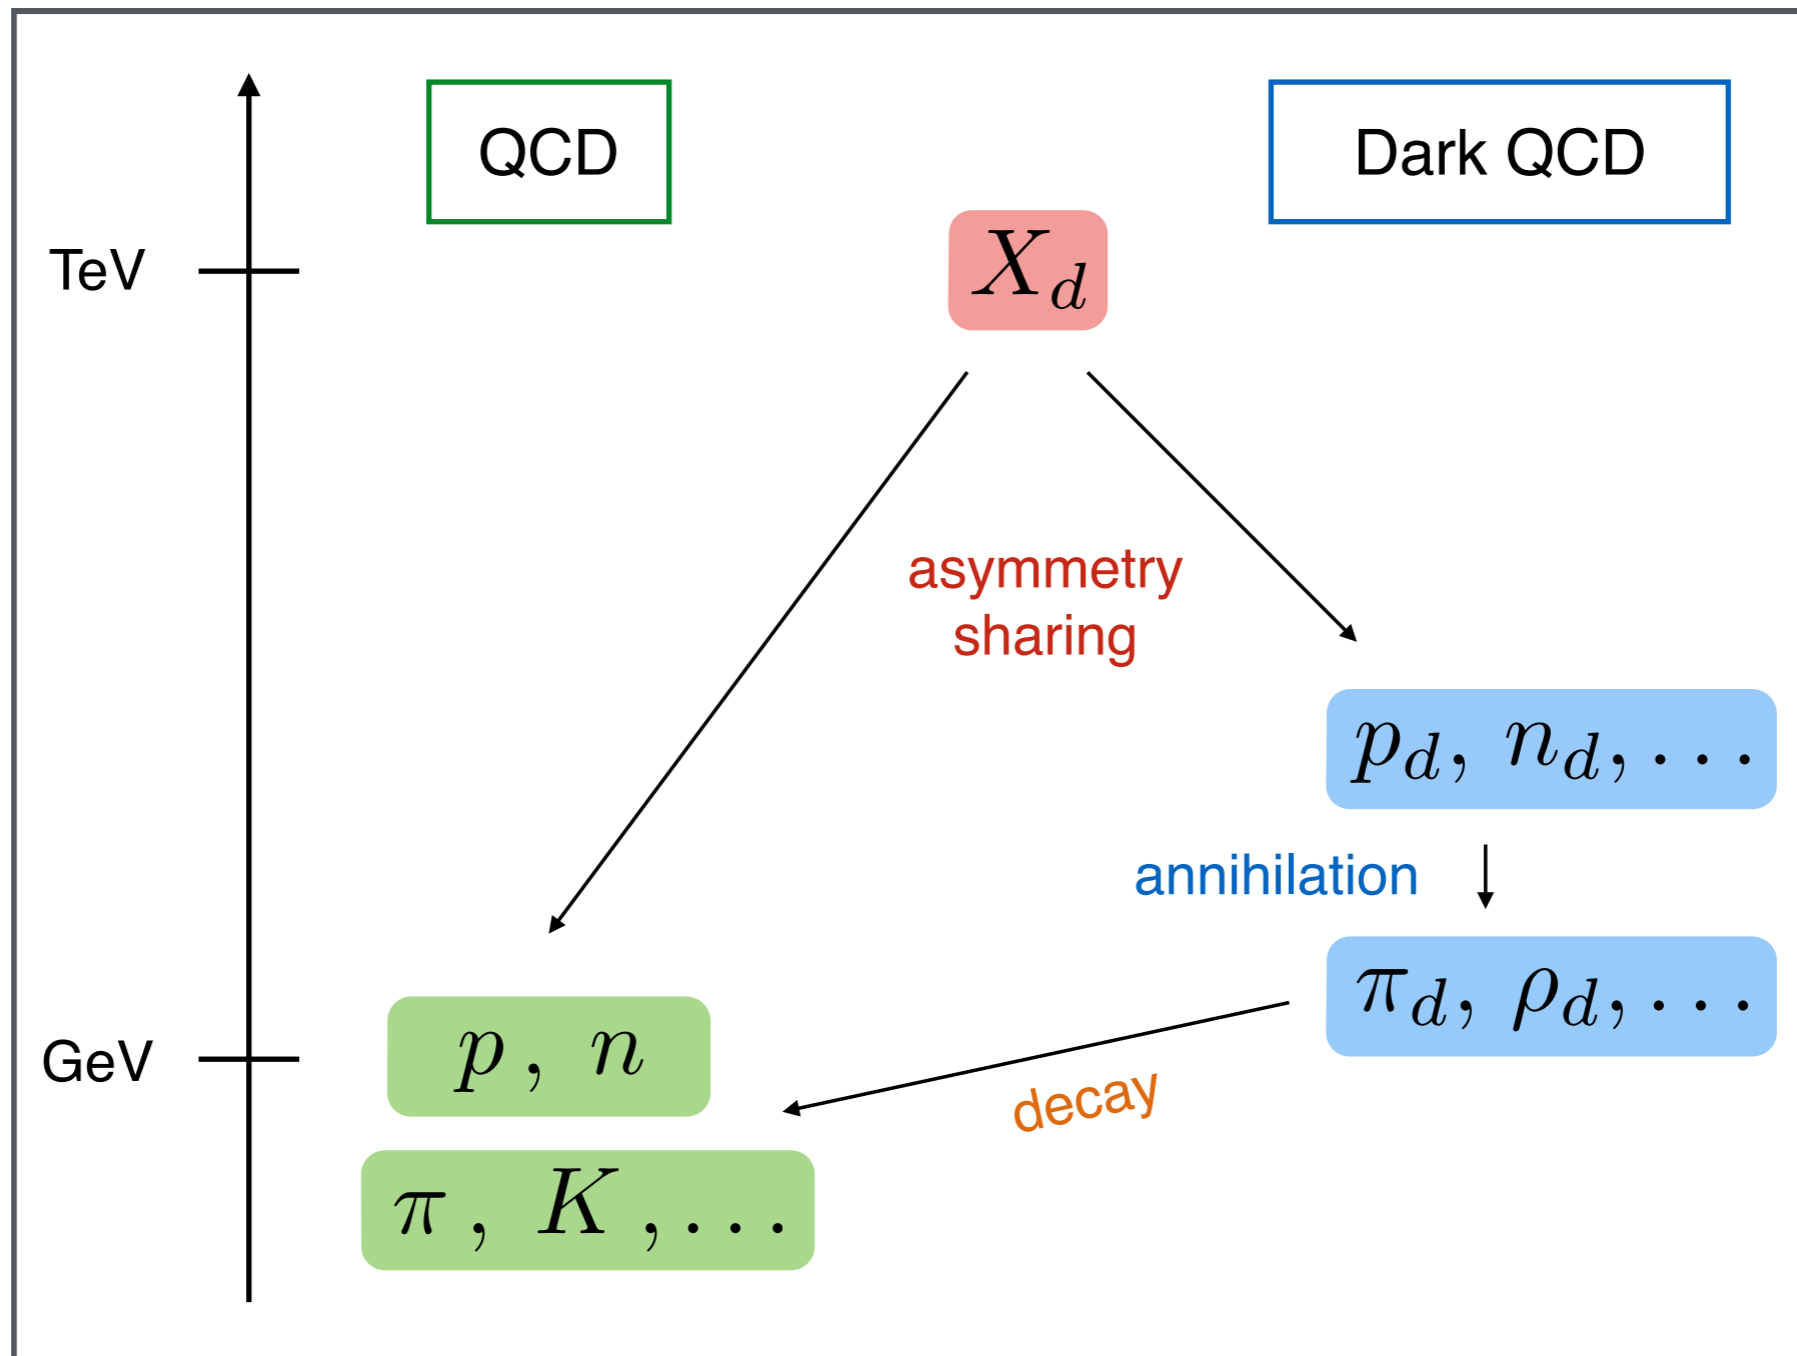 QCD
Dark QCD
TeV
X_d
asymmetry
sharing
p_d, n_d, ...
annihilation
π_d, ρ_d, ...
GeV
p, n
decay
π, K, ...